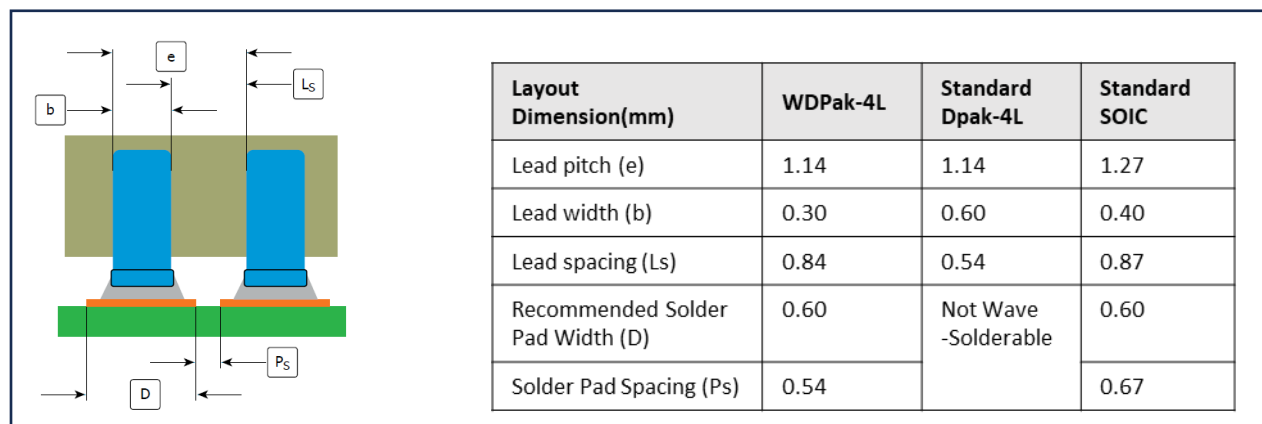 e
L_S
b
P_S
D
Layout Dimension(mm) WDPak-4L Standard Dpak-4L Standard SOIC
Lead pitch (e) 1.14 1.14 1.27
Lead width (b) 0.30 0.60 0.40
Lead spacing (Ls) 0.84 0.54 0.87
Recommended Solder Pad Width (D) 0.60 Not Wave -Solderable 0.60
Solder Pad Spacing (Ps) 0.54 0.67